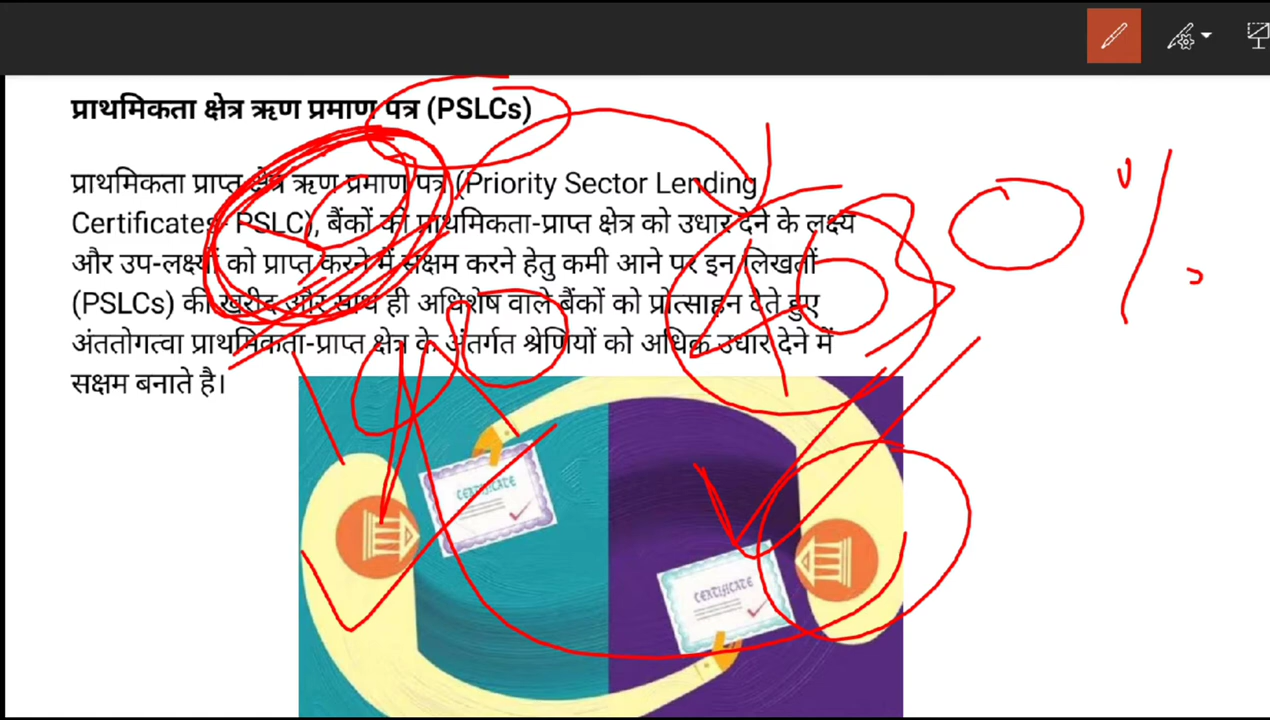 प्राथमिकता क्षेत्र ऋण प्रमाण पत्र (PSLCs)
प्राथमिकता प्राप्त क्षेत्र ऋण प्रमाण पत्र (Priority Sector Lending
Certificates- PSLC), बैंकों को प्राथमिकता-प्राप्त क्षेत्र को उधार देने के लक्ष्य
और उप-लक्ष्यों को प्राप्त करने में सक्षम करने हेतु कमी आने पर इन लिखतों
(PSLCs) की खरीद और साथ ही अधिशेष वाले बैंकों को प्रोत्साहन देते हुए
अंततोगत्वा प्राथमिकता-प्राप्त क्षेत्र के अंतर्गत श्रेणियों को अधिक उधार देने में
सक्षम बनाते है।
40
CERTIFICATE
CERTIFICATE